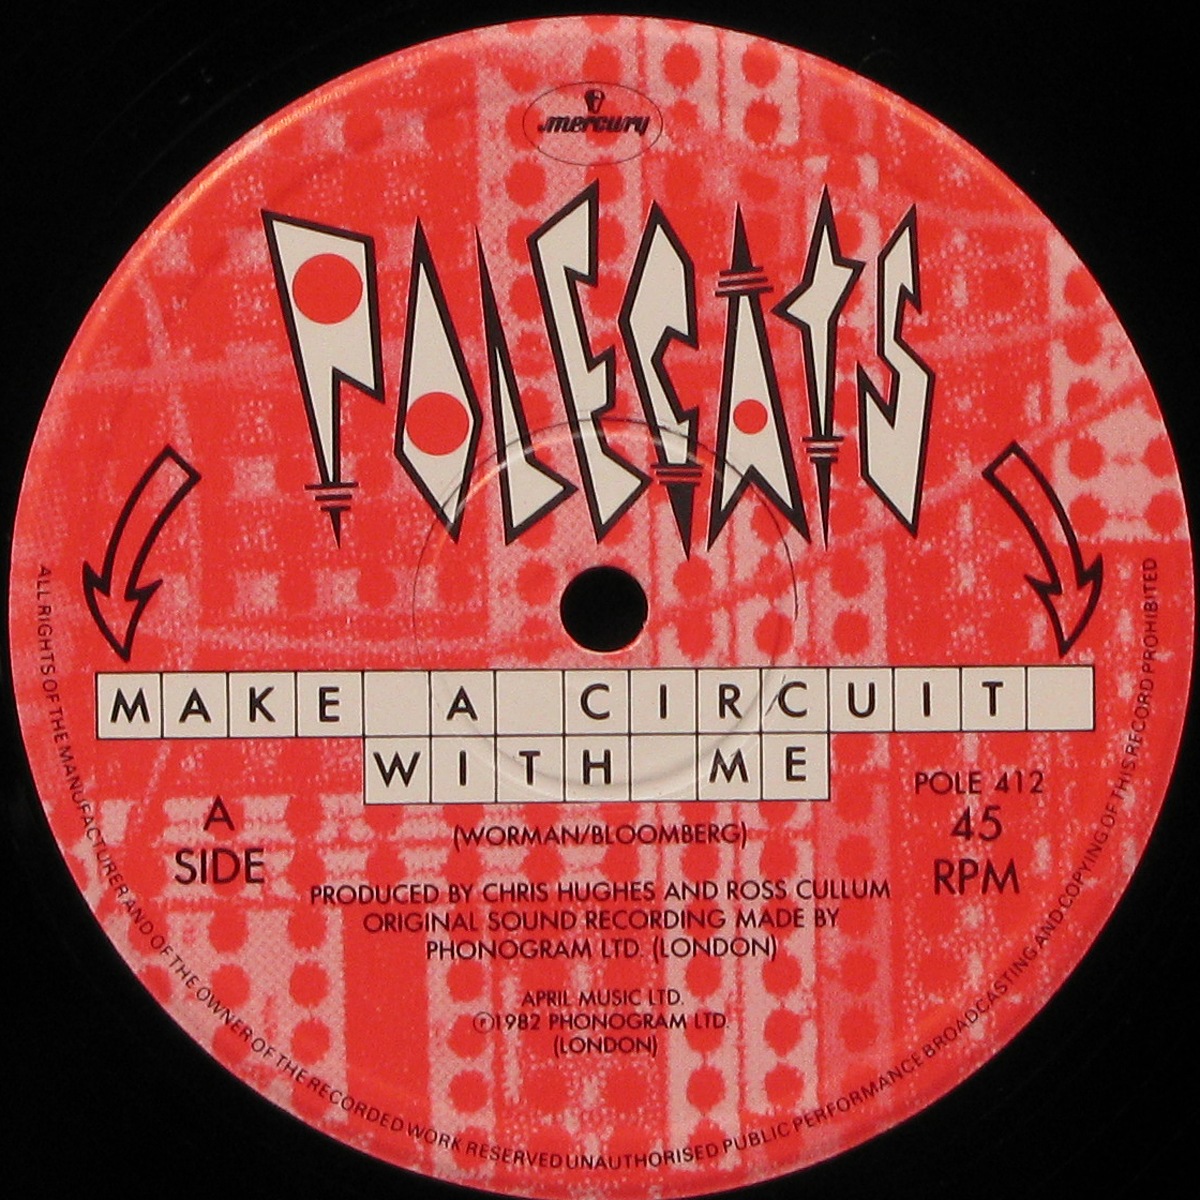 mercury
POLECATS
MAKE A CIRCUIT
WITH ME
A
SIDE
POLE 412
45
RPM
(WORMAN/BLOOMBERG)
PRODUCED BY CHRIS HUGHES AND ROSS CULLUM
ORIGINAL SOUND RECORDING MADE BY
PHONOGRAM LTD. (LONDON)
APRIL MUSIC LTD.
℗1982 PHONOGRAM LTD.
(LONDON)
ALL RIGHTS OF THE MANUFACTURER AND OF THE OWNER OF THE RECORDED WORK RESERVED UNAUTHORISED PUBLIC PERFORMANCE BROADCASTING AND COPYING OF THIS RECORD PROHIBITED